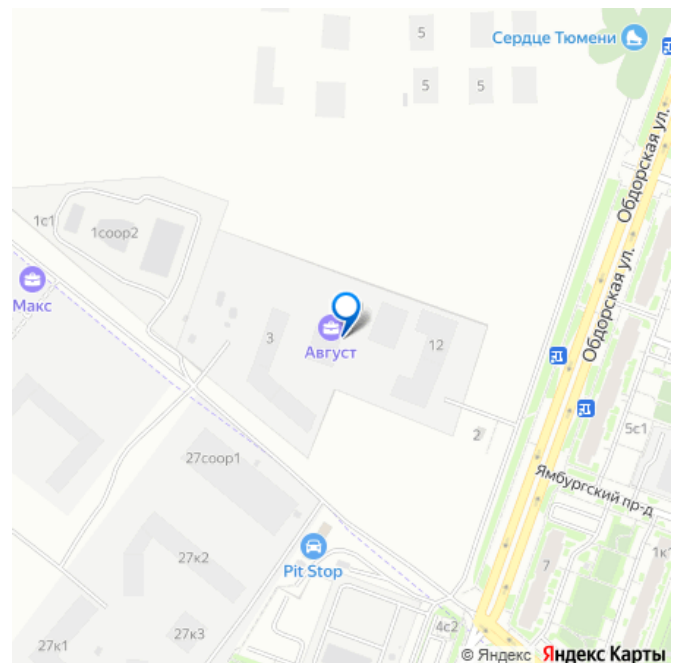 5
Сердце Тюмени
5
5
Обдорская ул.
1с1
1соор2
Обдорская ул.
Макс
3
Август
12
2
5с1
27соор1
Ямбургский пр-д
27к2
Pit Stop
7
1к
27к3
4с2
27к1
© Яндекс Яндекс Карты